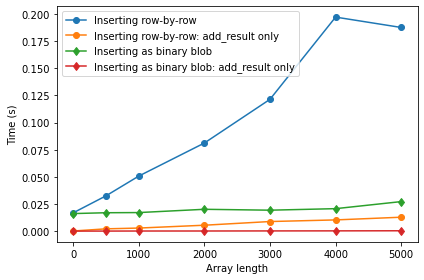 0.200
0.175
0.150
0.125
0.100
0.075
0.050
0.025
0.000
Time (s)
Inserting row-by-row
Inserting row-by-row: add_result only
Inserting as binary blob
Inserting as binary blob: add_result only
0 1000 2000 3000 4000 5000
Array length